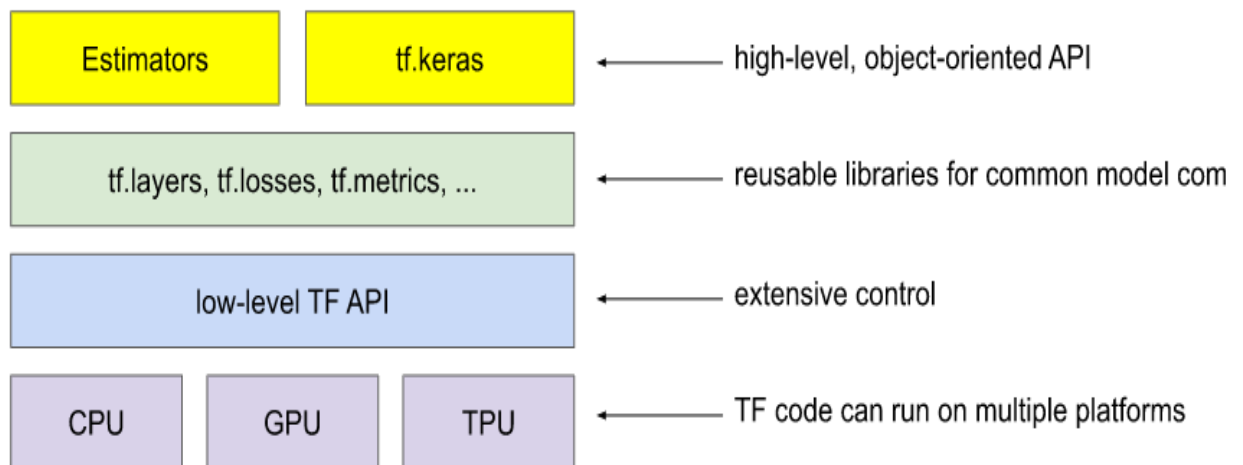 Estimators
tf.keras
high-level, object-oriented API
tf.layers, tf.losses, tf.metrics, ...
reusable libraries for common model com
low-level TF API
extensive control
CPU
GPU
TPU
TF code can run on multiple platforms